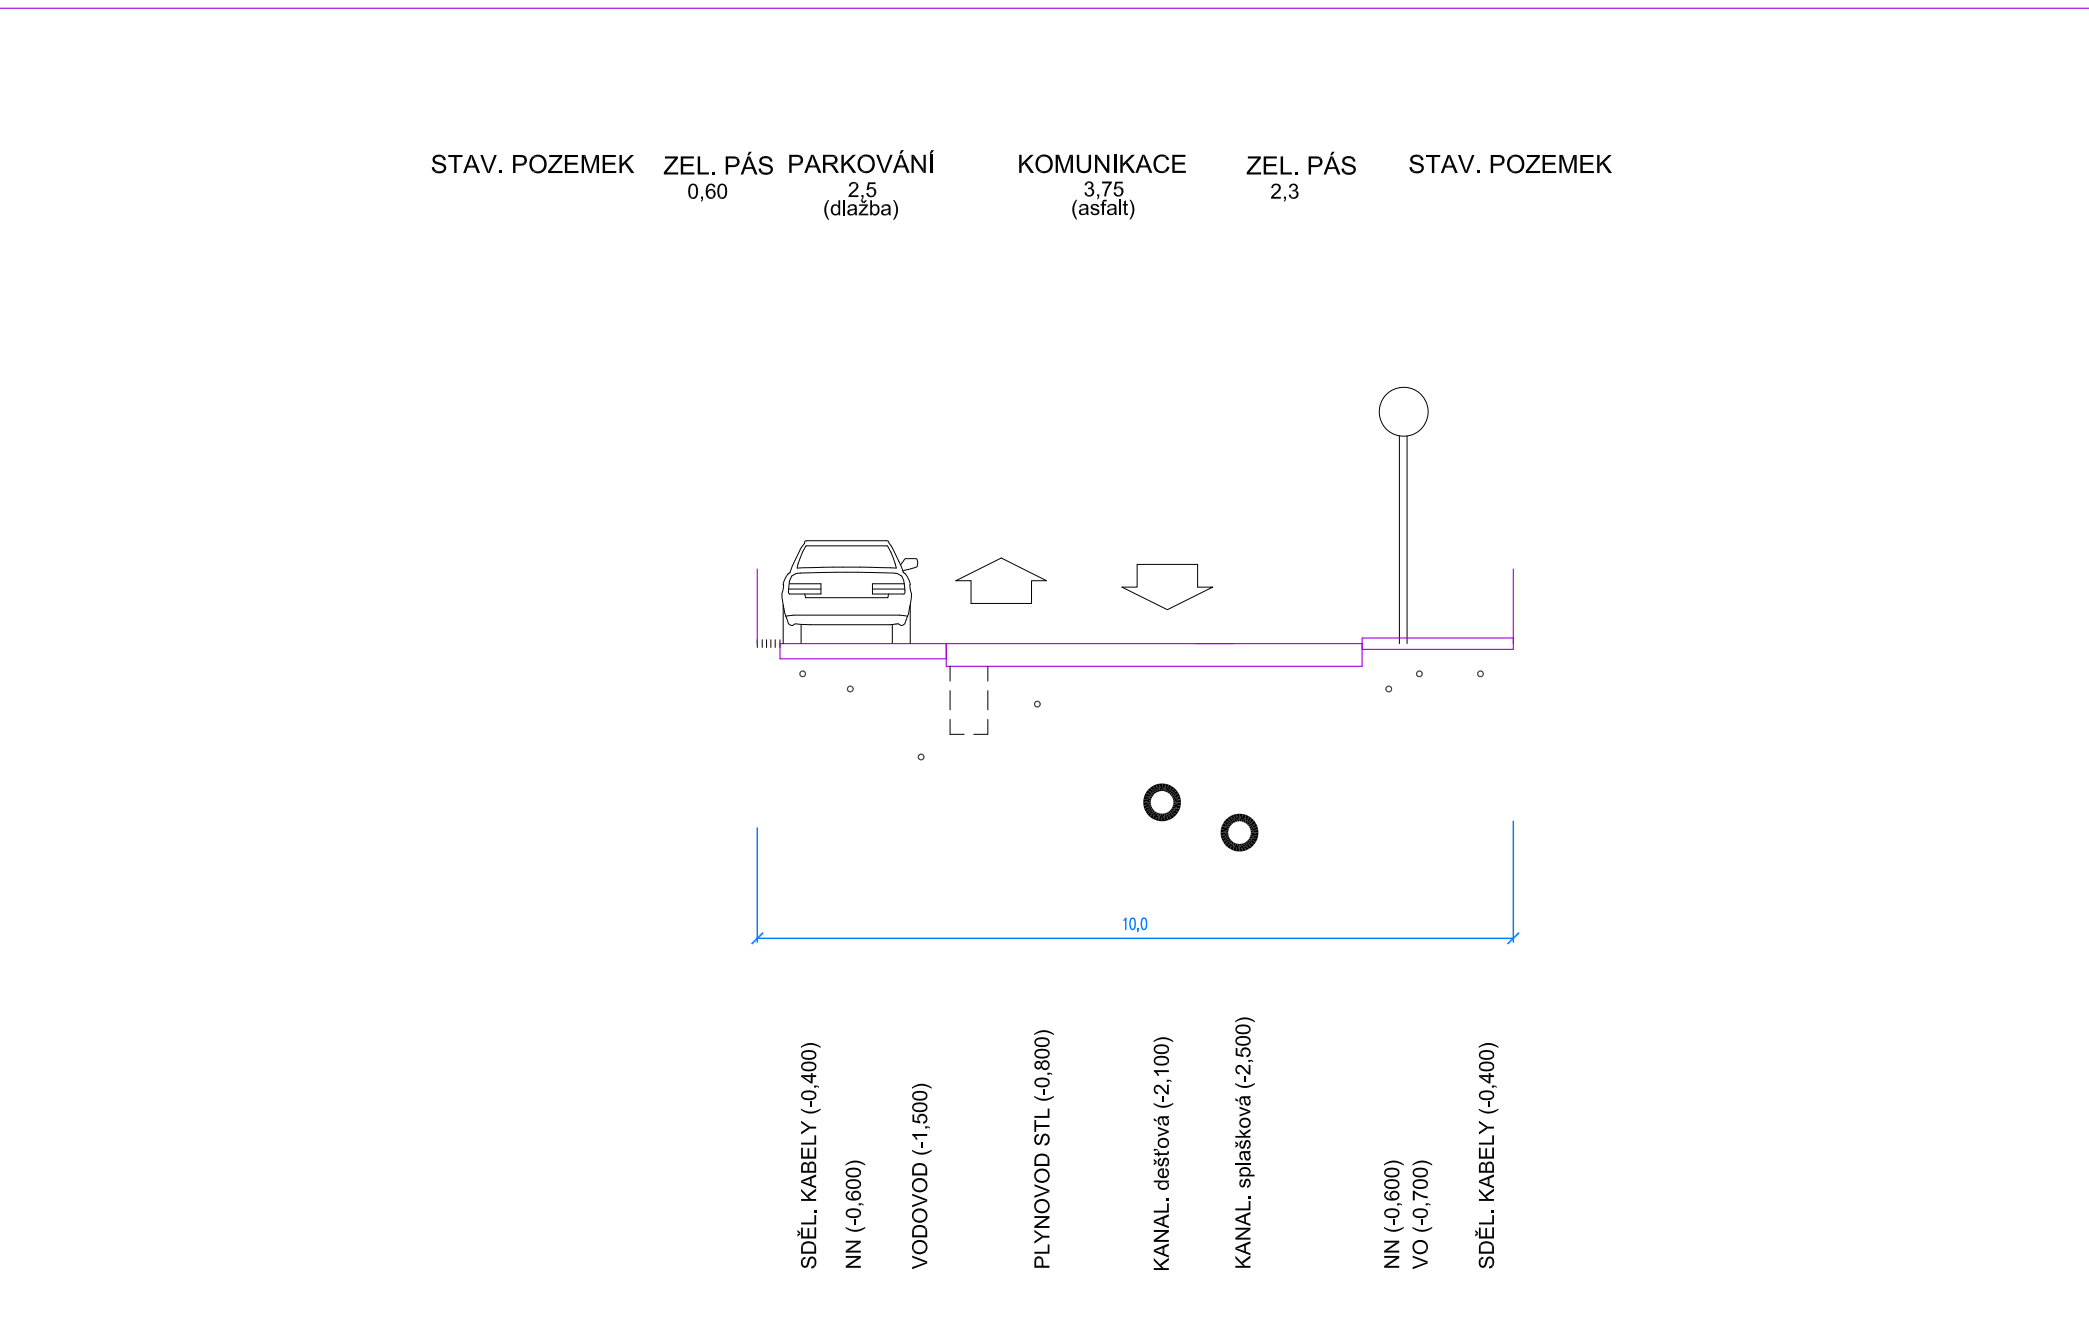 STAV. POZEMEK
ZEL. PÁS
0,60
PARKOVÁNÍ
2,5
(dlažba)
KOMUNIKACE
3,75
(asfalt)
ZEL. PÁS
2,3
STAV. POZEMEK
10,0
SDĚL. KABELY (-0,400)
NN (-0,600)
VODOVOD (-1,500)
PLYNOVOD STL (-0,800)
KANAL. dešťová (-2,100)
KANAL. splašková (-2,500)
NN (-0,600)
VO (-0,700)
SDĚL. KABELY (-0,400)